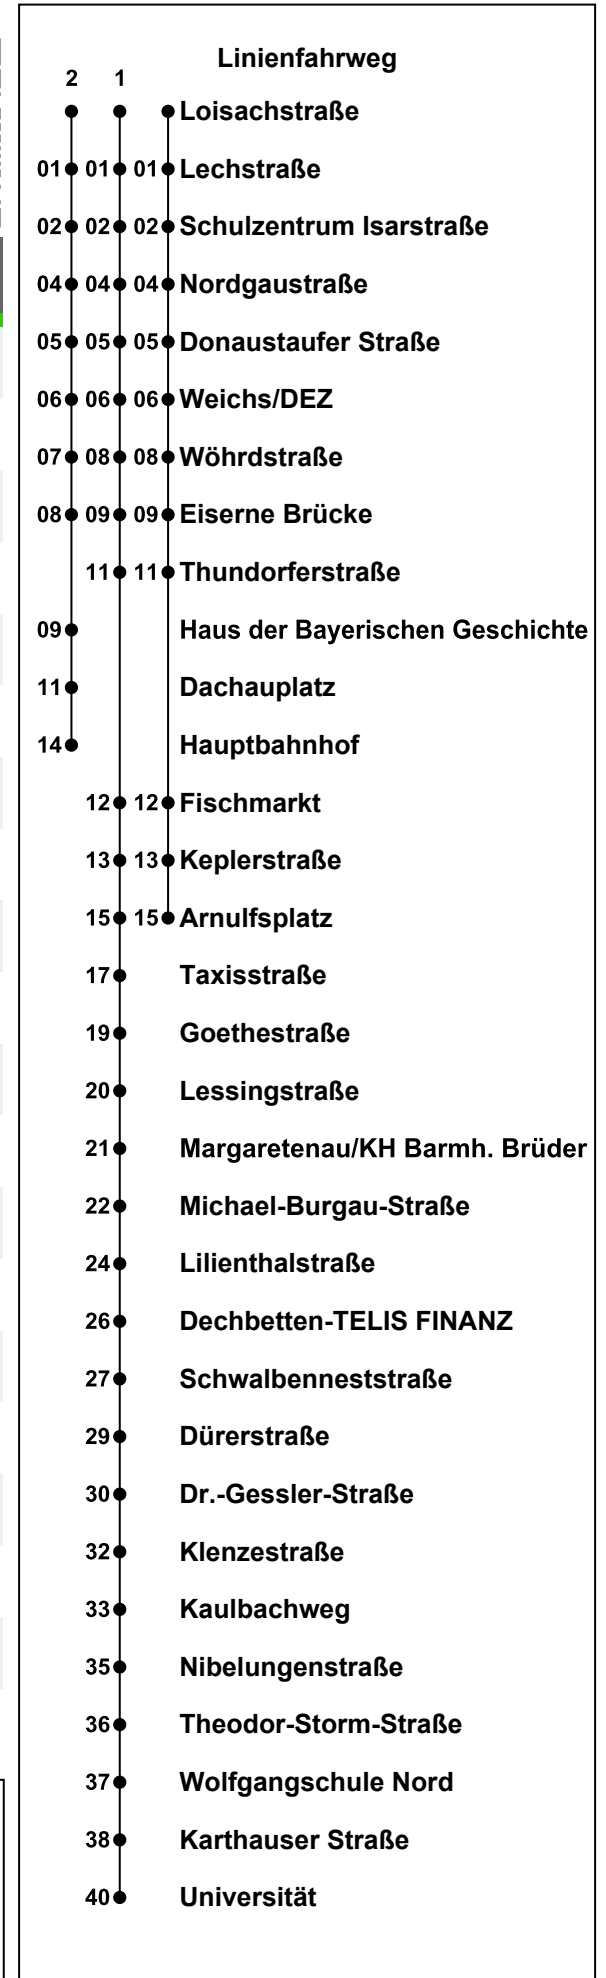 Linienfahrweg
2 1
Loisachstraße
01 01 01 Lechstraße
02 02 02 Schulzentrum Isarstraße
04 04 04 Nordgaustraße
05 05 05 Donaustaufer Straße
06 06 06 Weichs/DEZ
07 08 08 Wöhrdstraße
08 09 09 Eiserne Brücke
11 11 Thundorferstraße
09 Haus der Bayerischen Geschichte
11 Dachauplatz
14 Hauptbahnhof
12 12 Fischmarkt
13 13 Keplerstraße
15 15 Arnulfsplatz
17 Taxisstraße
19 Goethestraße
20 Lessingstraße
21 Margaretenau/KH Barmh. Brüder
22 Michael-Burgau-Straße
24 Lilienthalstraße
26 Dechbetten-TELIS FINANZ
27 Schwalbenneststraße
29 Dürerstraße
30 Dr.-Gessler-Straße
32 Klenzestraße
33 Kaulbachweg
35 Nibelungenstraße
36 Theodor-Storm-Straße
37 Wolfgangschule Nord
38 Karthauser Straße
40 Universität